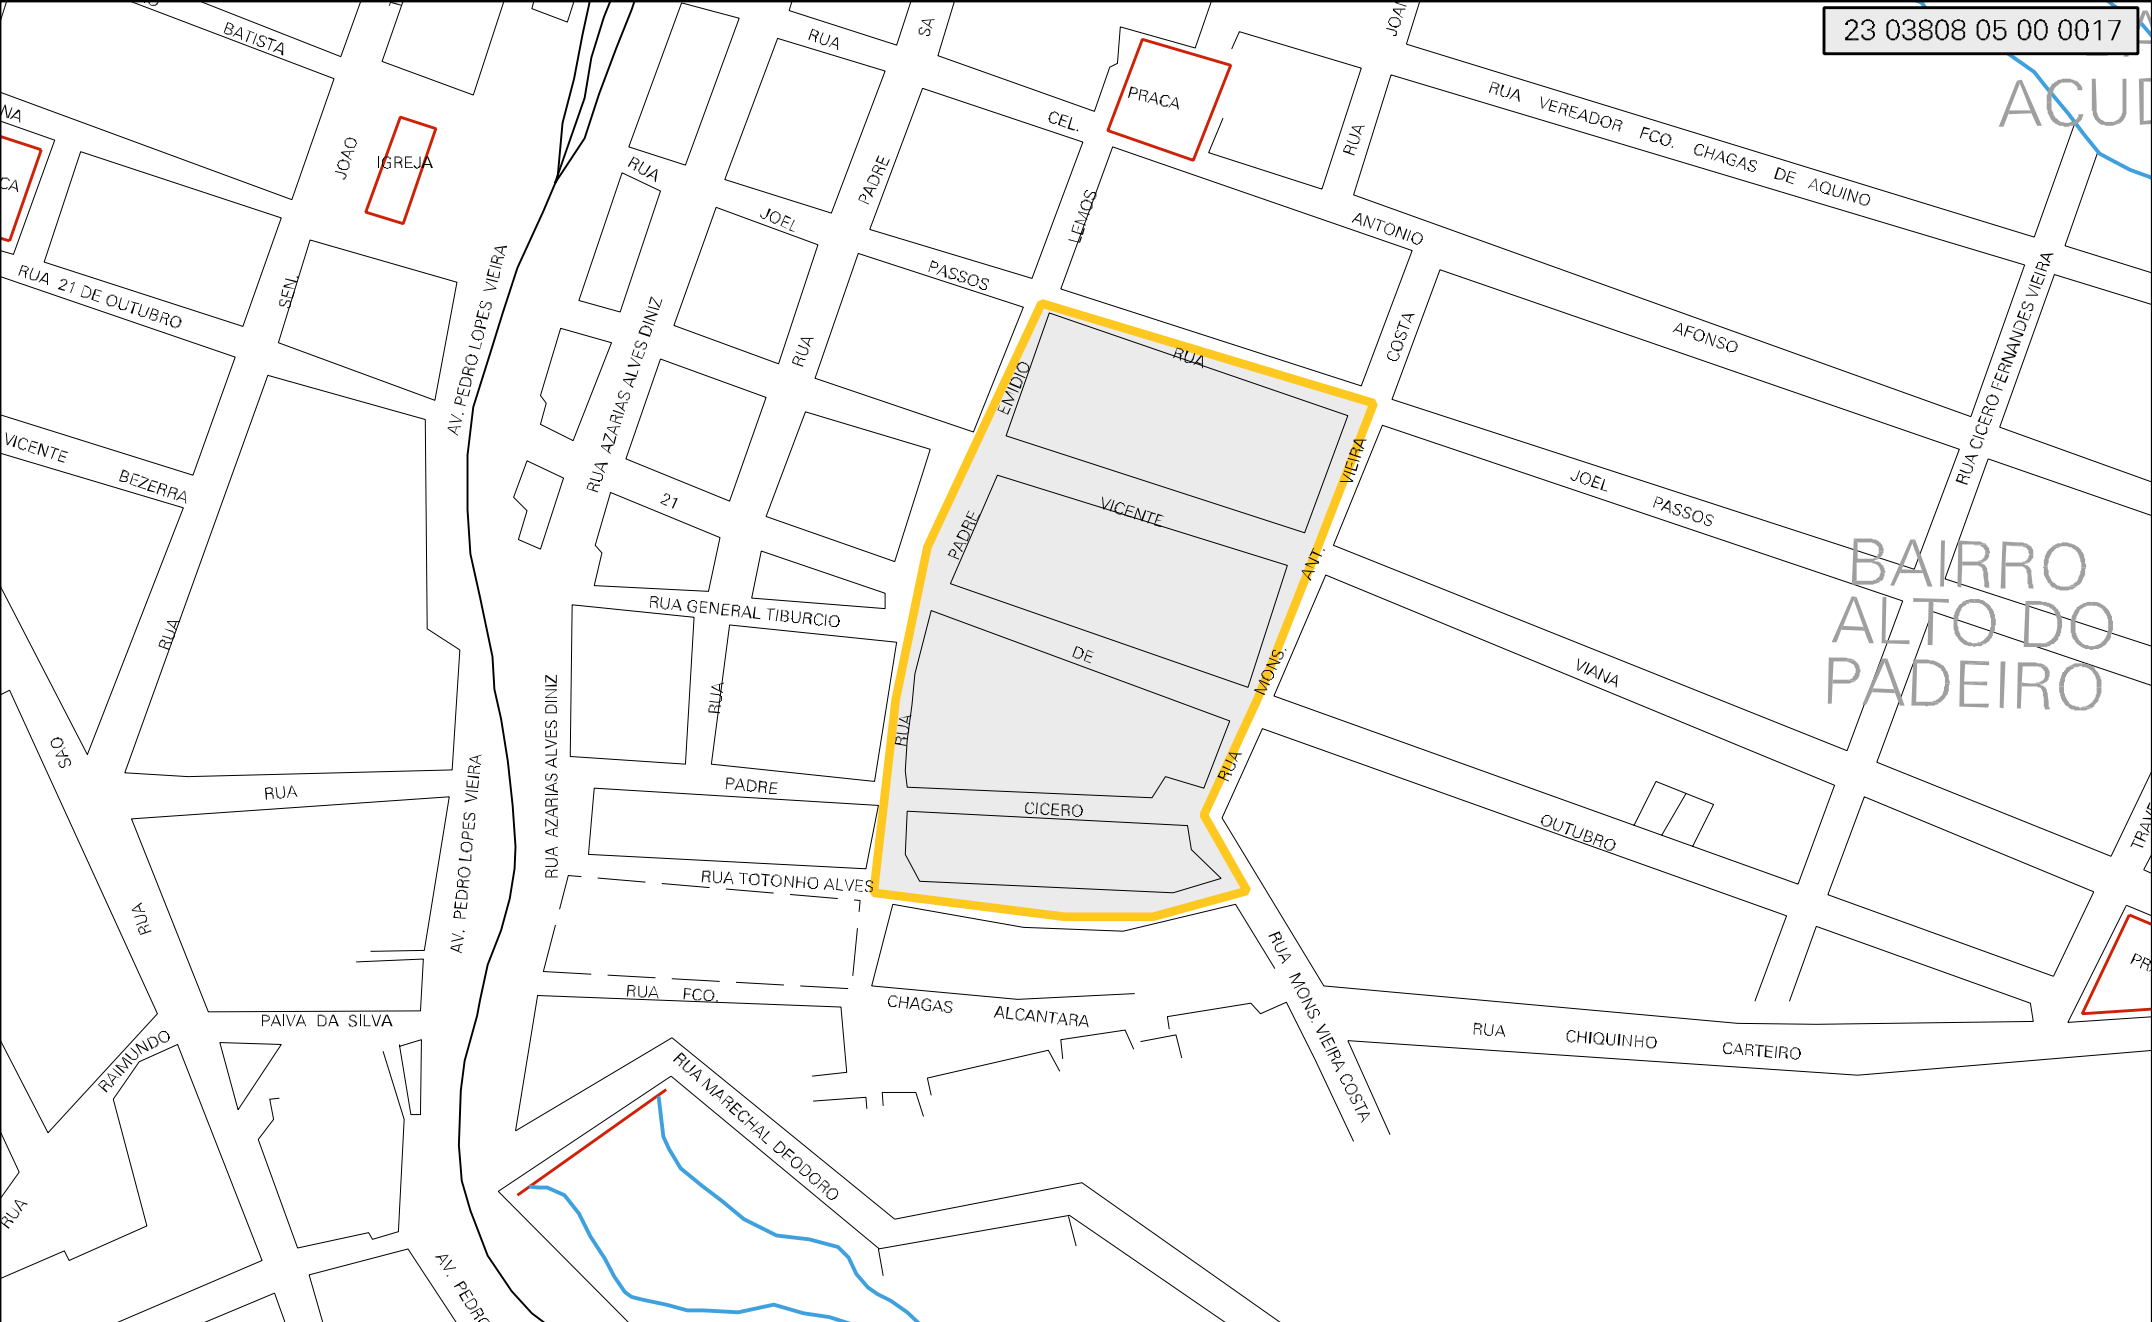 23 03808 05 00 0017
BATISTA
RUA
SA
PRACA
CEL.
RUA VEREADOR FCO. CHAGAS DE AQUINO
ACUD
NA
JOAO
IGREJA
RUA
PADRE
JOEL
LEMOS
RUA
ANTONIO
CA
RUA 21 DE OUTUBRO
SEN.
AV. PEDRO LOPES VIEIRA
PASSOS
RUA AZARIAS ALVES DINIZ
RUA
RUA
COSTA
AFONSO
RUA CICERO FERNANDES VIEIRA
EMIDIO
VICENTE
BEZERRA
21
PADRE
VICENTE
VIEIRA
ANT.
JOEL PASSOS
BAIRRO
ALTO DO
PADEIRO
RUA
RUA GENERAL TIBURCIO
DE
MONS.
VIANA
SAO
RUA
RUA AZARIAS ALVES DINIZ
RUA
RUA
RUA
PADRE
CICERO
OUTUBRO
AV. PEDRO LOPES VIEIRA
RUA TOTONHO ALVES
RUA
RUA MONS. VIEIRA COSTA
RUA FCO.
CHAGAS ALCANTARA
PAIVA DA SILVA
RAIMUNDO
RUA CHIQUINHO CARTEIRO
RUA MARECHAL DEODORO
RUA
AV. PEDRO
TRAV
PR